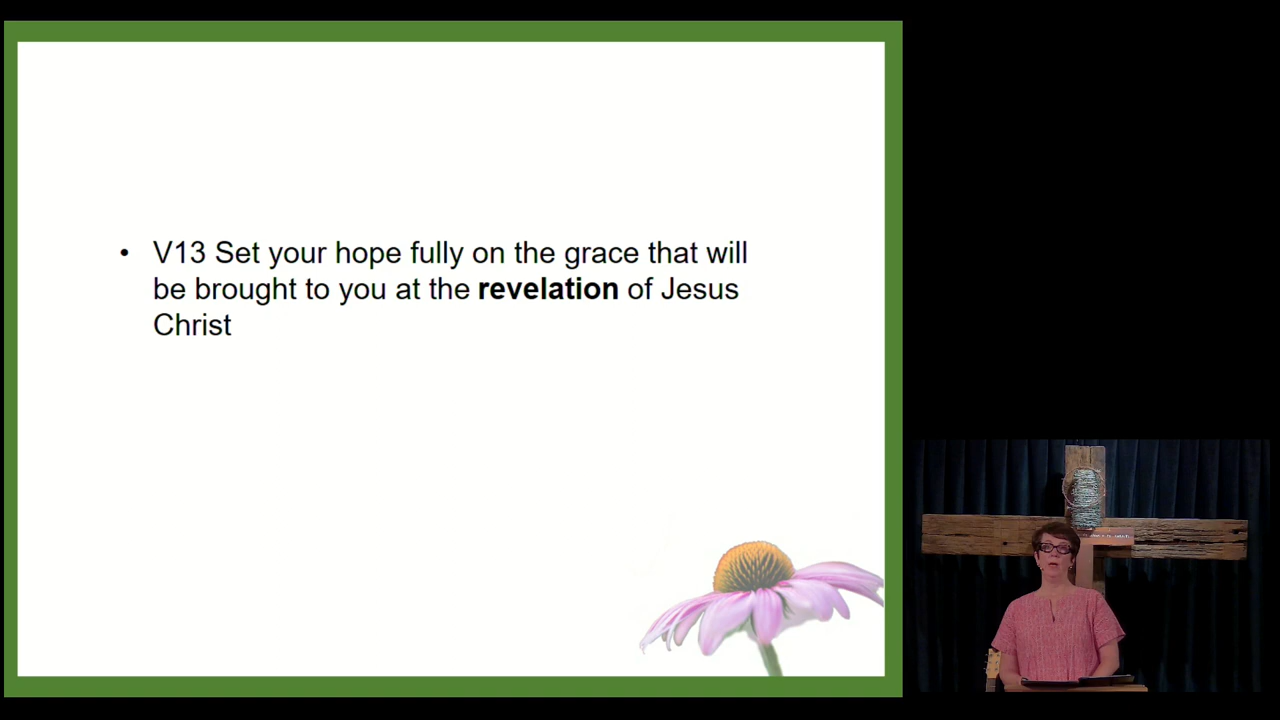 • V13 Set your hope fully on the grace that will
be brought to you at the revelation of Jesus
Christ